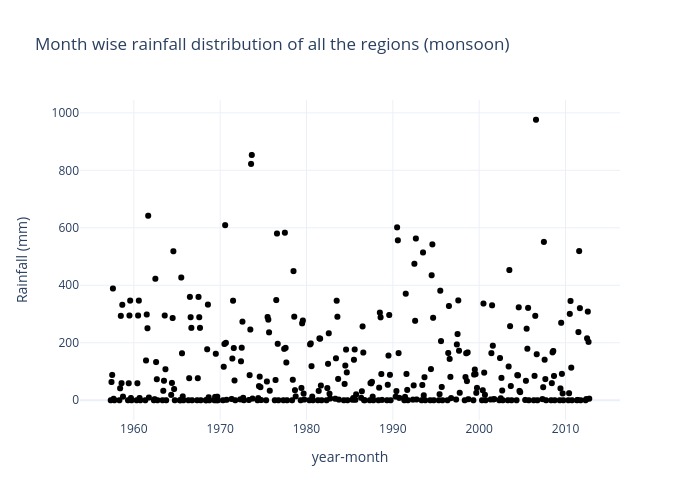 Month wise rainfall distribution of all the regions (monsoon)
1000
800
600
400
200
0
Rainfall (mm)
1960 1970 1980 1990 2000 2010
year-month